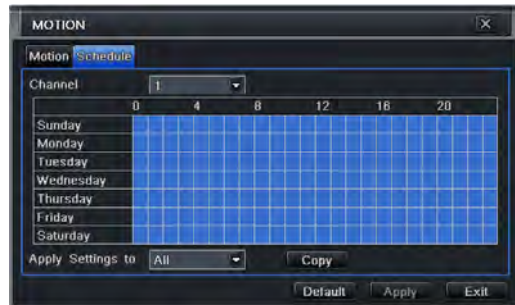 MOTION
Motion Schedule
Channel 1
0 4 8 12 16 20
Sunday
Monday
Tuesday
Wednesday
Thursday
Friday
Saturday
Apply Settings to All Copy
Default Apply Exit